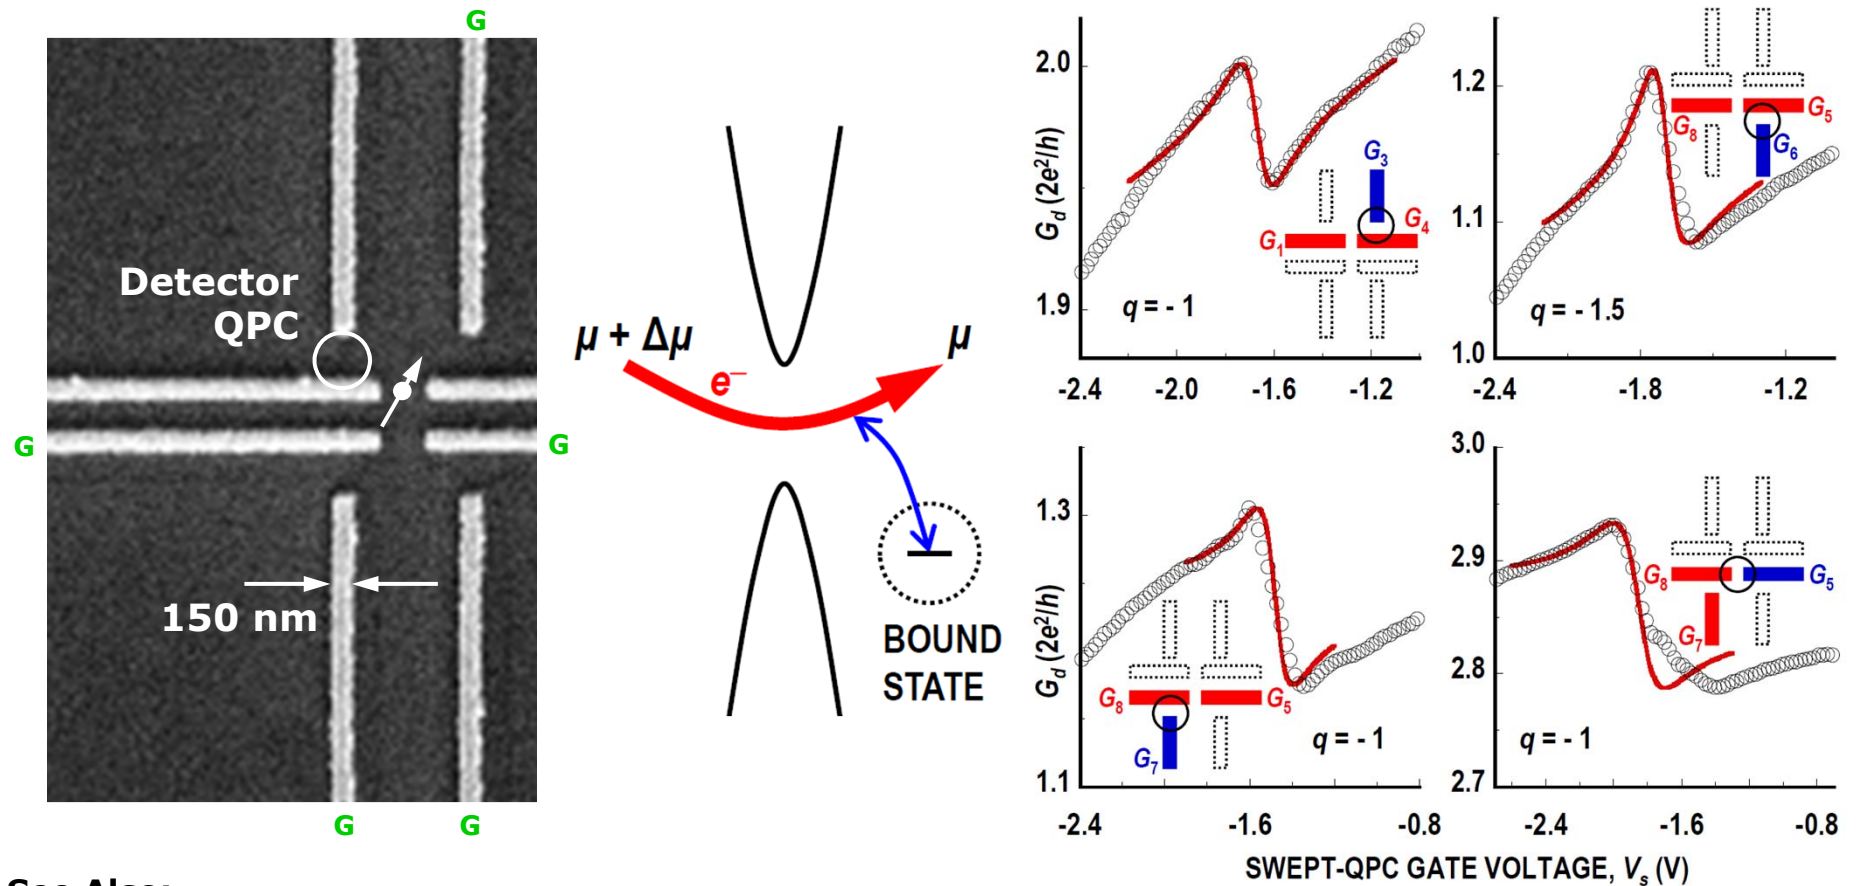 G
Detector
QPC
G
G
150 nm
G
G
μ + Δμ
μ
e⁻
BOUND
STATE
2.0
1.9
G_d (2e²/h)
-2.4
-2.0
-1.6
-1.2
q = - 1
G₃
G₁
G₄
1.2
1.1
1.0
-2.4
-1.8
-1.2
q = - 1.5
G₈
G₅
G₆
1.3
1.1
G_d (2e²/h)
-2.4
-1.6
-0.8
G₈
G₅
G₇
q = - 1
3.0
2.9
2.8
2.7
-2.4
-1.6
-0.8
G₈
G₅
G₇
q = - 1
SWEPT-QPC GATE VOLTAGE, Vₛ (V)